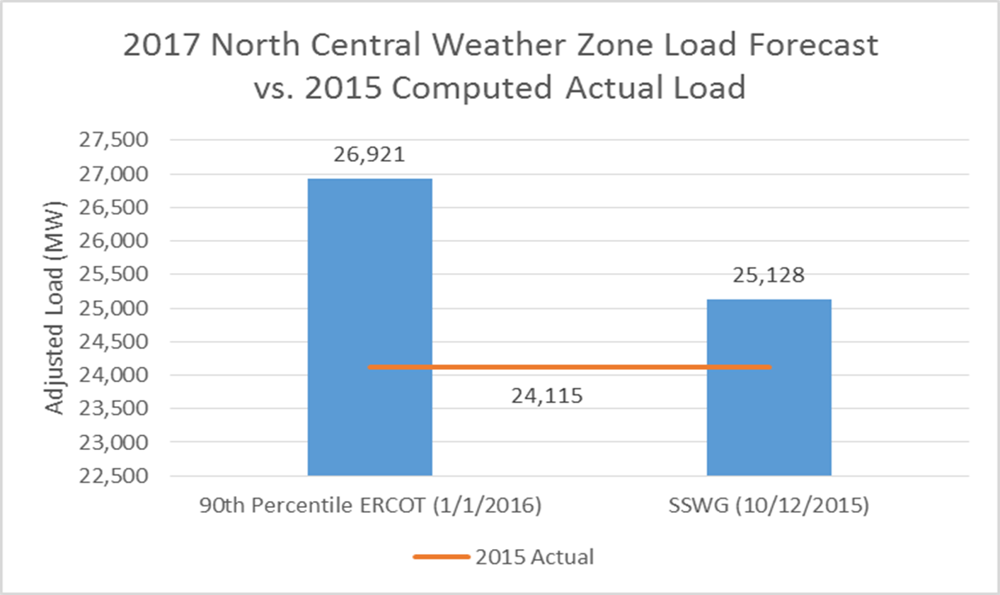 2017 North Central Weather Zone Load Forecast
vs. 2015 Computed Actual Load
Adjusted Load (MW)
27,500
27,000
26,500
26,000
25,500
25,000
24,500
24,000
23,500
23,000
22,500
26,921
25,128
24,115
90th Percentile ERCOT (1/1/2016)
SSWG (10/12/2015)
2015 Actual